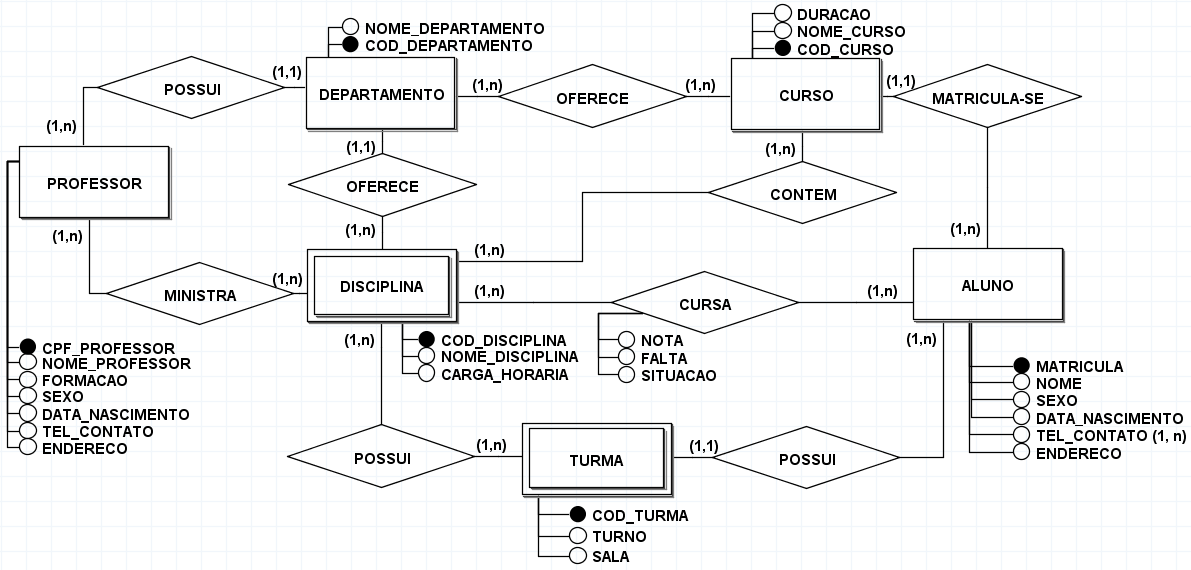 NOME_DEPARTAMENTO
COD_DEPARTAMENTO
DURACAO
NOME_CURSO
COD_CURSO
POSSUI
(1,1)
DEPARTAMENTO
(1,n)
OFERECE
(1,n)
CURSO
(1,1)
MATRICULA-SE
(1,n)
PROFESSOR
(1,1)
OFERECE
(1,n)
(1,n)
CONTEM
(1,n)
(1,n)
(1,n)
MINISTRA
(1,n)
DISCIPLINA
(1,n)
CURSA
(1,n)
ALUNO
(1,n)
(1,n)
CPF_PROFESSOR
NOME_PROFESSOR
FORMACAO
SEXO
DATA_NASCIMENTO
TEL_CONTATO
ENDERECO
COD_DISCIPLINA
NOME_DISCIPLINA
CARGA_HORARIA
NOTA
FALTA
SITUACAO
MATRICULA
NOME
SEXO
DATA_NASCIMENTO
TEL_CONTATO (1, n)
ENDERECO
POSSUI
(1,n)
TURMA
(1,1)
POSSUI
COD_TURMA
TURNO
SALA